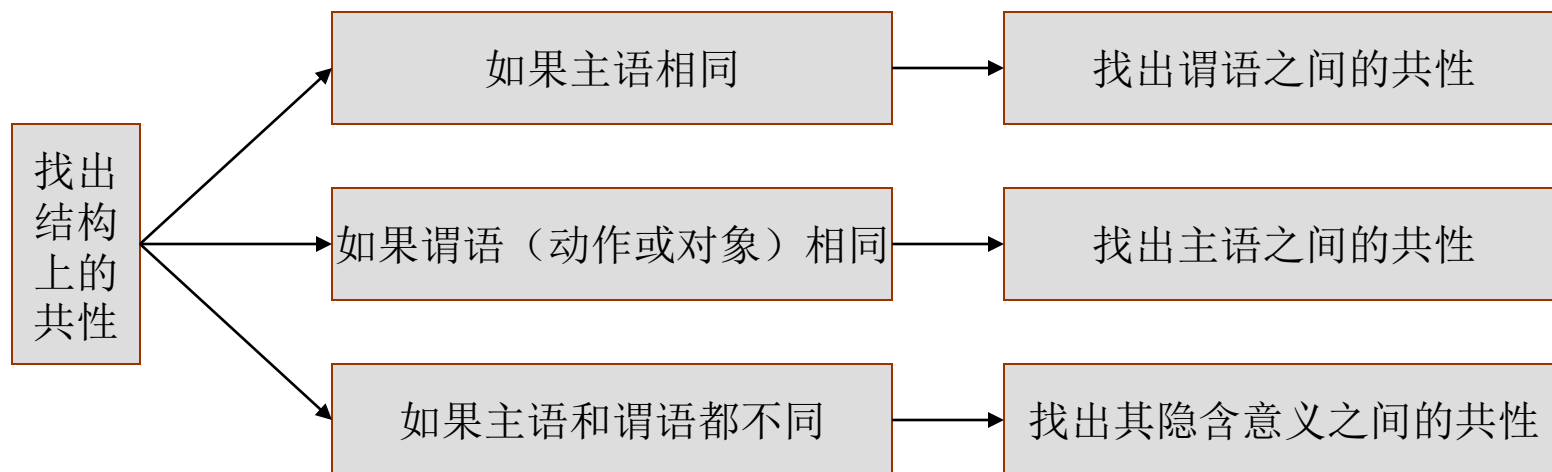 找出
结构
上的
共性
如果主语相同
找出谓语之间的共性
如果谓语（动作或对象）相同
找出主语之间的共性
如果主语和谓语都不同
找出其隐含意义之间的共性